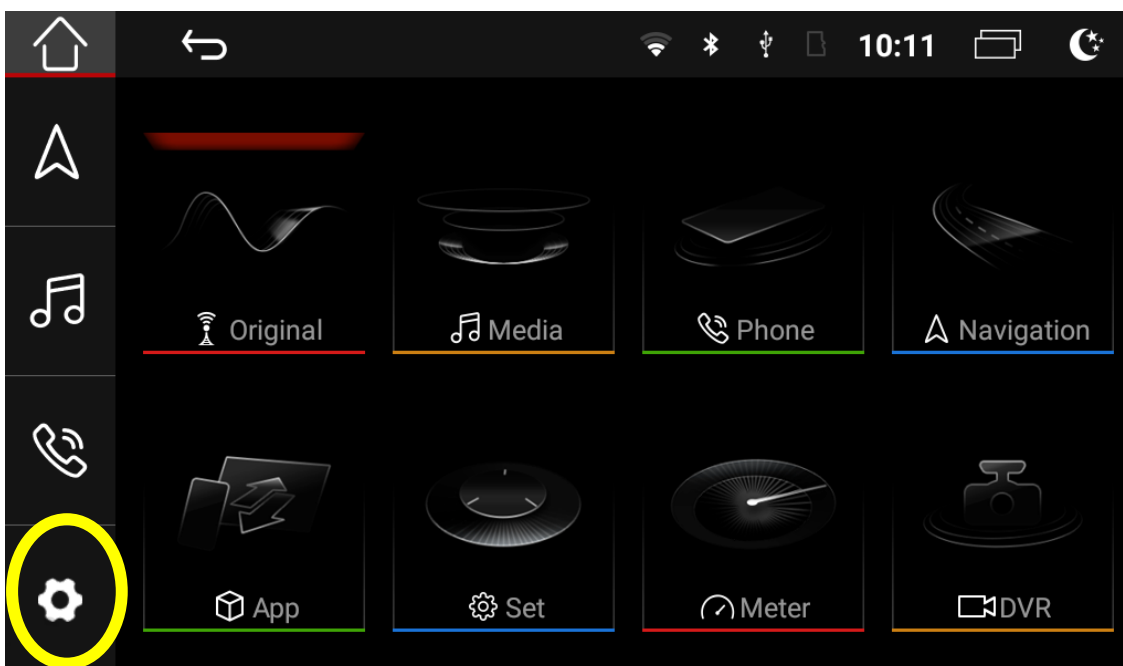 10:11
Original
Media
Phone
Navigation
App
Set
Meter
DVR